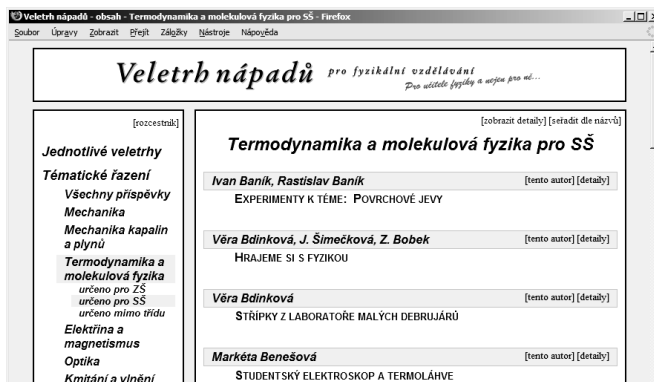 Veletrh nápadů - obsah - Termodynamika a molekulová fyzika pro SŠ - Firefox
Soubor Úpravy Zobrazit Přejít Záložky Nástroje Nápověda
Veletrh nápadů pro fyzikální vzdělávání
Pro učitele fyziky a nejen pro ně...
[rozcestník]
Jednotlivé veletrhy
Tématické řazení
Všechny příspěvky
Mechanika
Mechanika kapalin
a plynů
Termodynamika a
molekulová fyzika
určeno pro ZŠ
určeno pro SŠ
určeno mimo třídu
Elektřina a
magnetismus
Optika
Kmitání a vlnění
[zobrazit detaily] [seřadit dle názvů]
Termodynamika a molekulová fyzika pro SŠ
Ivan Baník, Rastislav Baník [tento autor] [detaily]
EXPERIMENTY K TÉME: POVRCHOVÉ JEVY
Věra Bdinková, J. Šimečková, Z. Bobek [tento autor] [detaily]
HRAJEME SI S FYZIKOU
Věra Bdinková [tento autor] [detaily]
STŘÍPKY Z LABORATOŘE MALÝCH DEBRUJÁRŮ
Markéta Benešová [tento autor] [detaily]
STUDENTSKÝ ELEKTROSKOP A TERMOLÁHVE